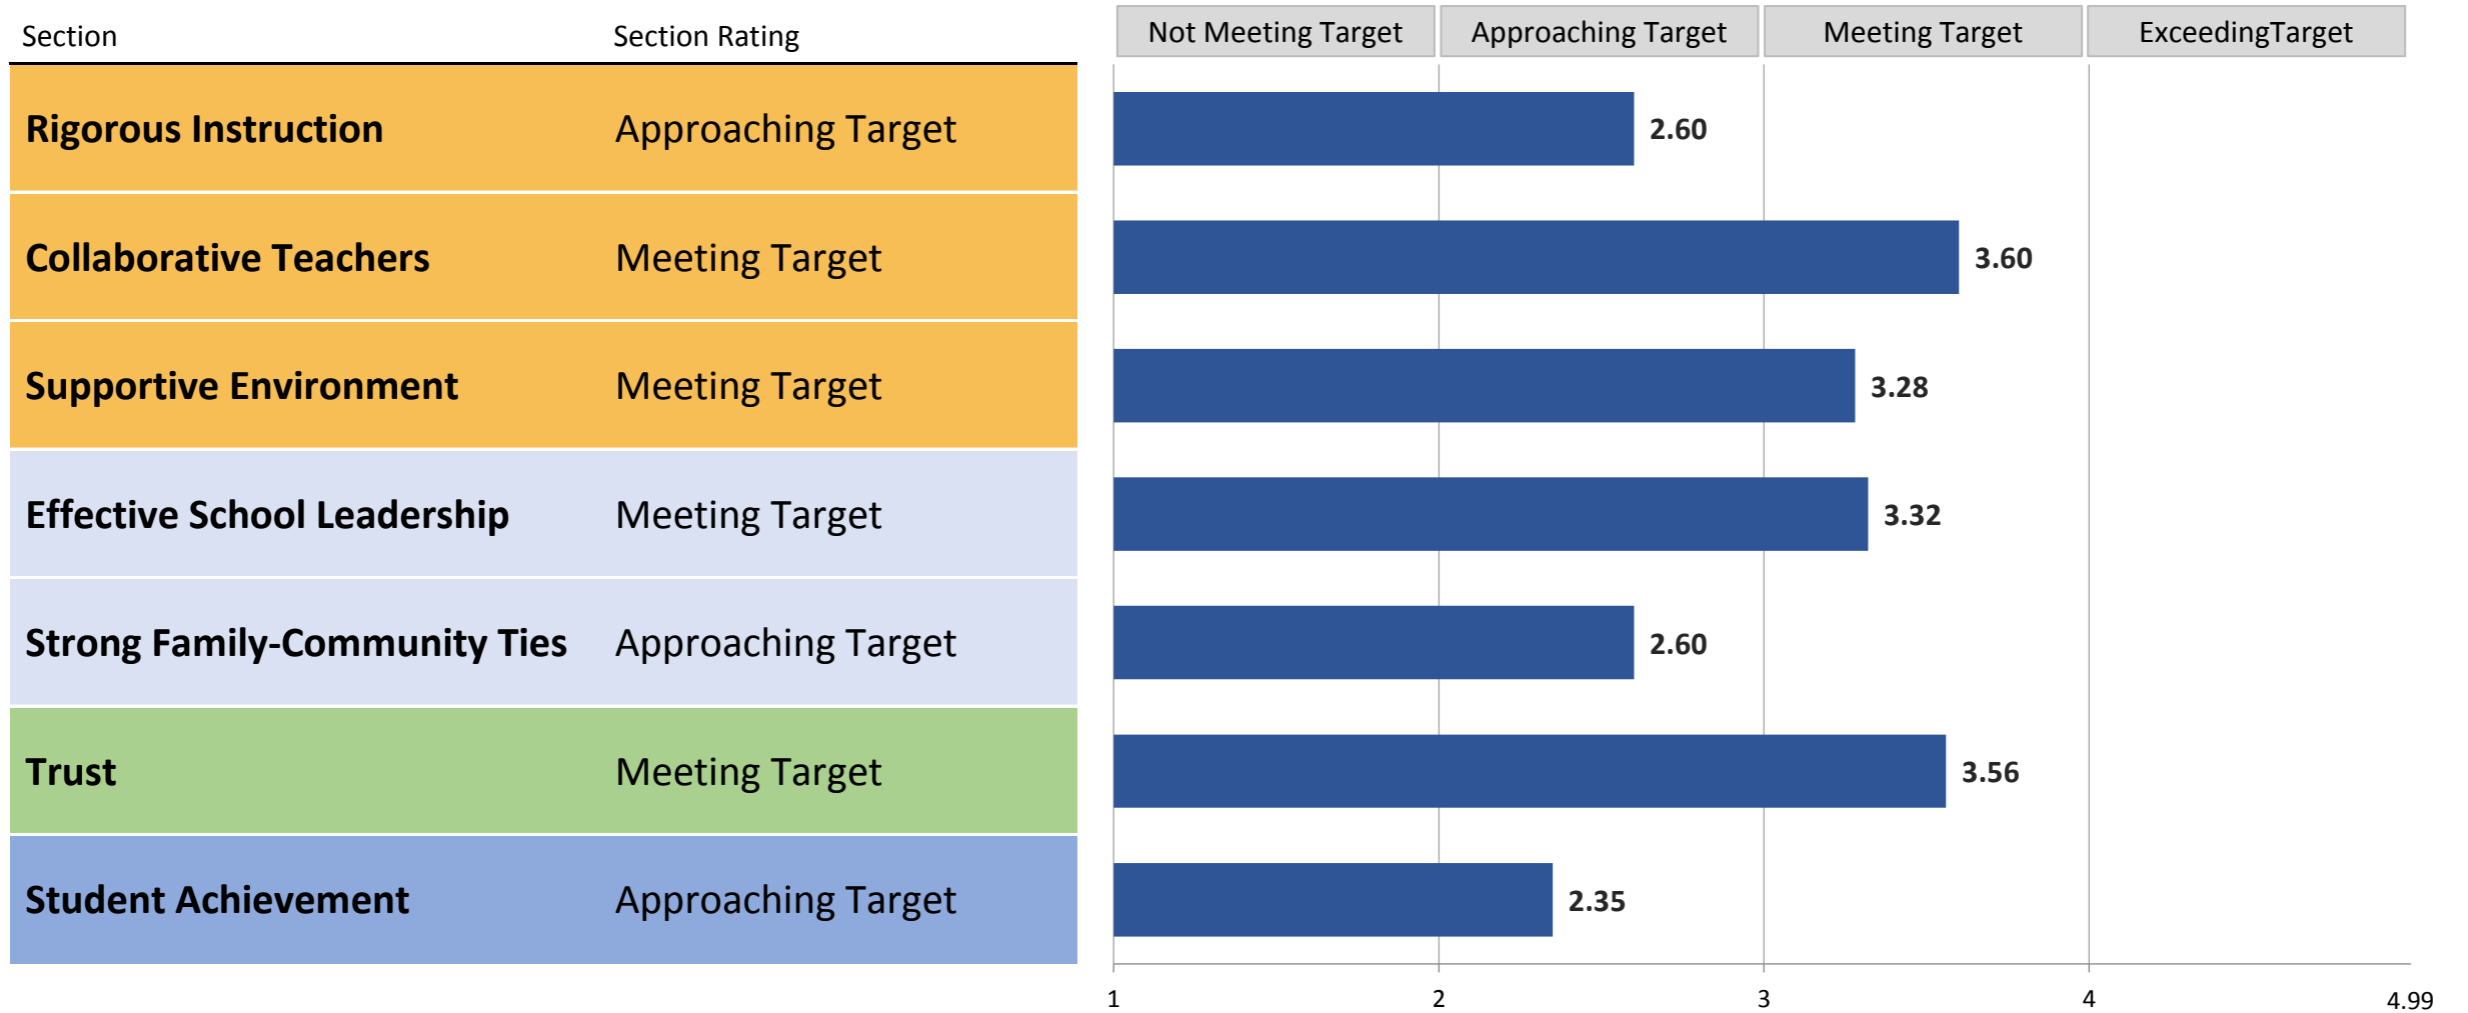 Section Section Rating Not Meeting Target Approaching Target Meeting Target ExceedingTarget
Rigorous Instruction Approaching Target 2.60
Collaborative Teachers Meeting Target 3.60
Supportive Environment Meeting Target 3.28
Effective School Leadership Meeting Target 3.32
Strong Family-Community Ties Approaching Target 2.60
Trust Meeting Target 3.56
Student Achievement Approaching Target 2.35
1 2 3 4 4.99